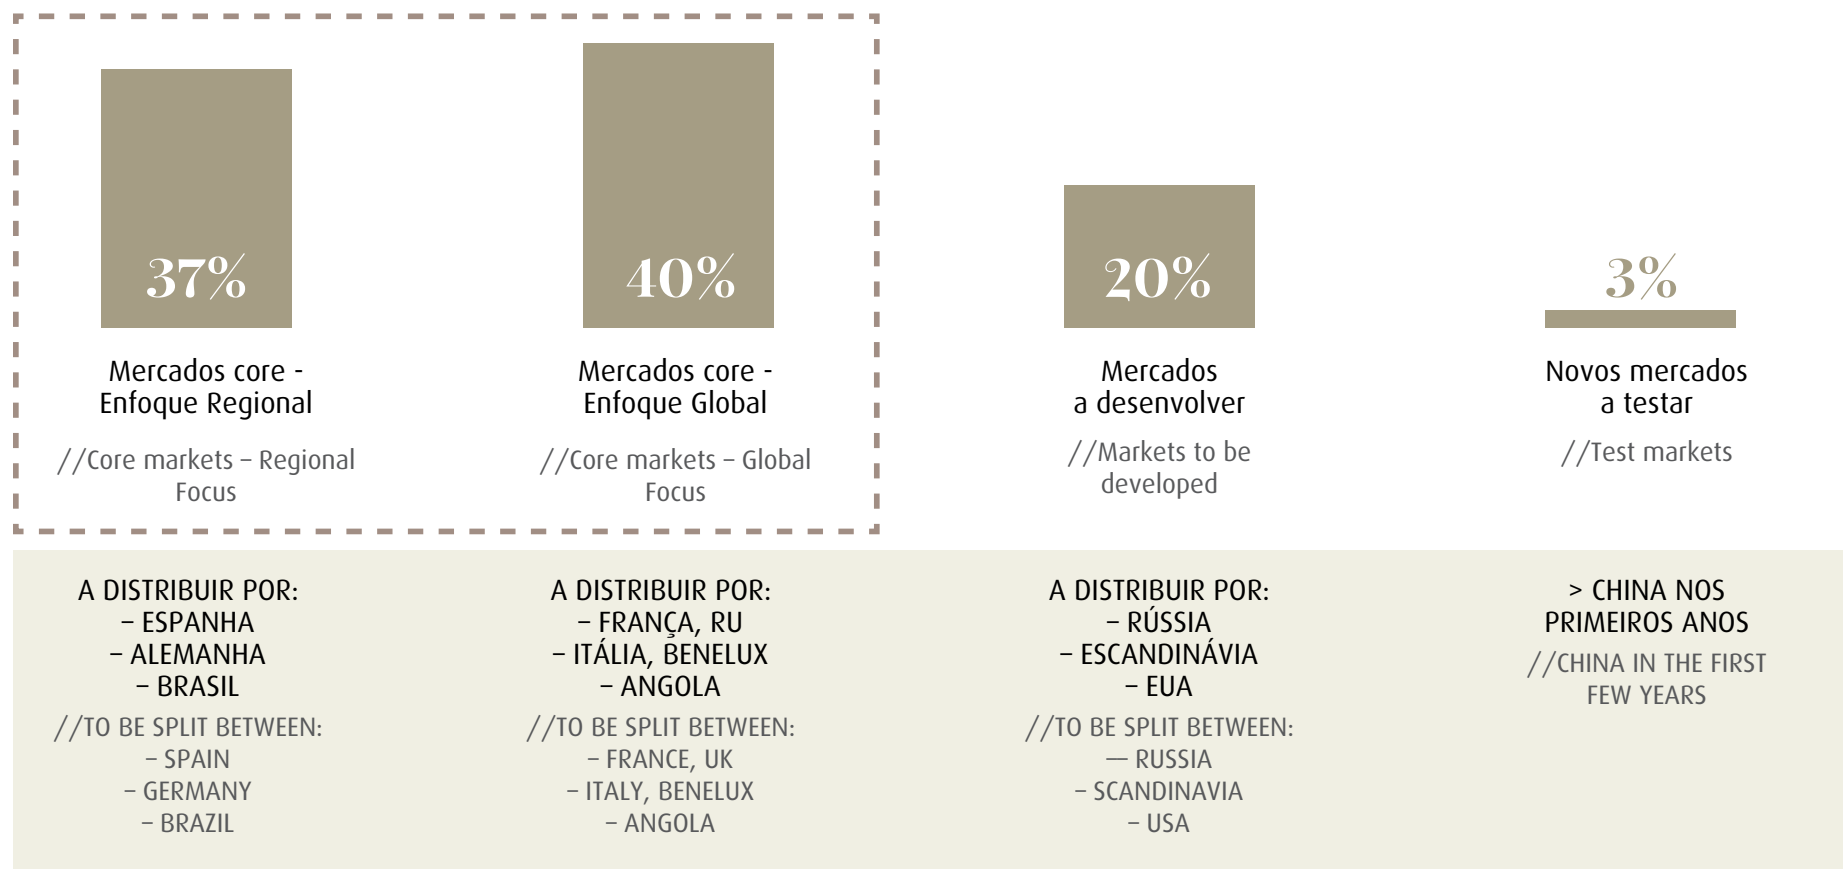 37%
Mercados core -
Enfoque Regional
//Core markets – Regional
Focus
40%
Mercados core -
Enfoque Global
//Core markets – Global
Focus
20%
Mercados
a desenvolver
//Markets to be
developed
3%
Novos mercados
a testar
//Test markets
A DISTRIBUIR POR:
– ESPANHA
– ALEMANHA
– BRASIL
//TO BE SPLIT BETWEEN:
– SPAIN
– GERMANY
– BRAZIL
A DISTRIBUIR POR:
– FRANÇA, RU
– ITÁLIA, BENELUX
– ANGOLA
//TO BE SPLIT BETWEEN:
– FRANCE, UK
– ITALY, BENELUX
– ANGOLA
A DISTRIBUIR POR:
– RÚSSIA
– ESCANDINÁVIA
– EUA
//TO BE SPLIT BETWEEN:
— RUSSIA
– SCANDINAVIA
– USA
> CHINA NOS
PRIMEIROS ANOS
//CHINA IN THE FIRST
FEW YEARS